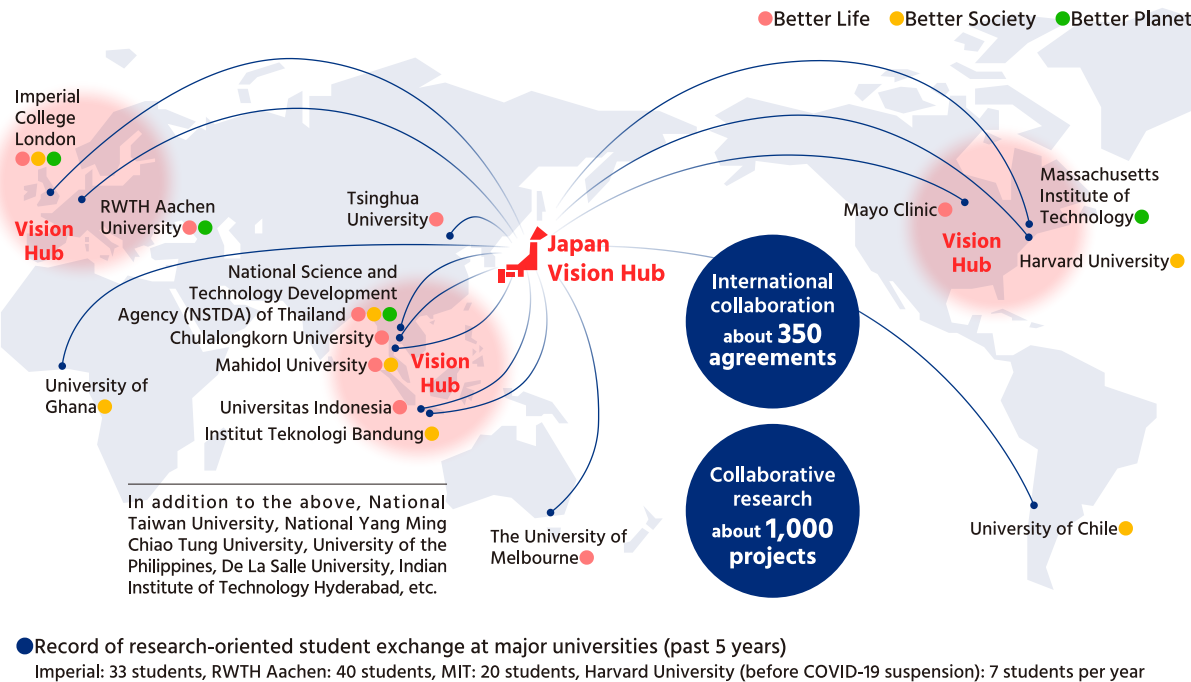 Better Life Better Society Better Planet
Imperial
College
London
RWTH Aachen
University
Vision
Hub
Tsinghua
University
Japan
Vision Hub
National Science and
Technology Development
Agency (NSTDA) of Thailand
Chulalongkorn University
Mahidol University
Vision
Hub
Universitas Indonesia
Institut Teknologi Bandung
University of
Ghana
Mayo Clinic
Massachusetts
Institute of
Technology
Vision
Hub
Harvard University
International
collaboration
about 350
agreements
Collaborative
research
about 1,000
projects
In addition to the above, National
Taiwan University, National Yang Ming
Chiao Tung University, University of the
Philippines, De La Salle University, Indian
Institute of Technology Hyderabad, etc.
The University of
Melbourne
University of Chile
Record of research-oriented student exchange at major universities (past 5 years)
Imperial: 33 students, RWTH Aachen: 40 students, MIT: 20 students, Harvard University (before COVID-19 suspension): 7 students per year